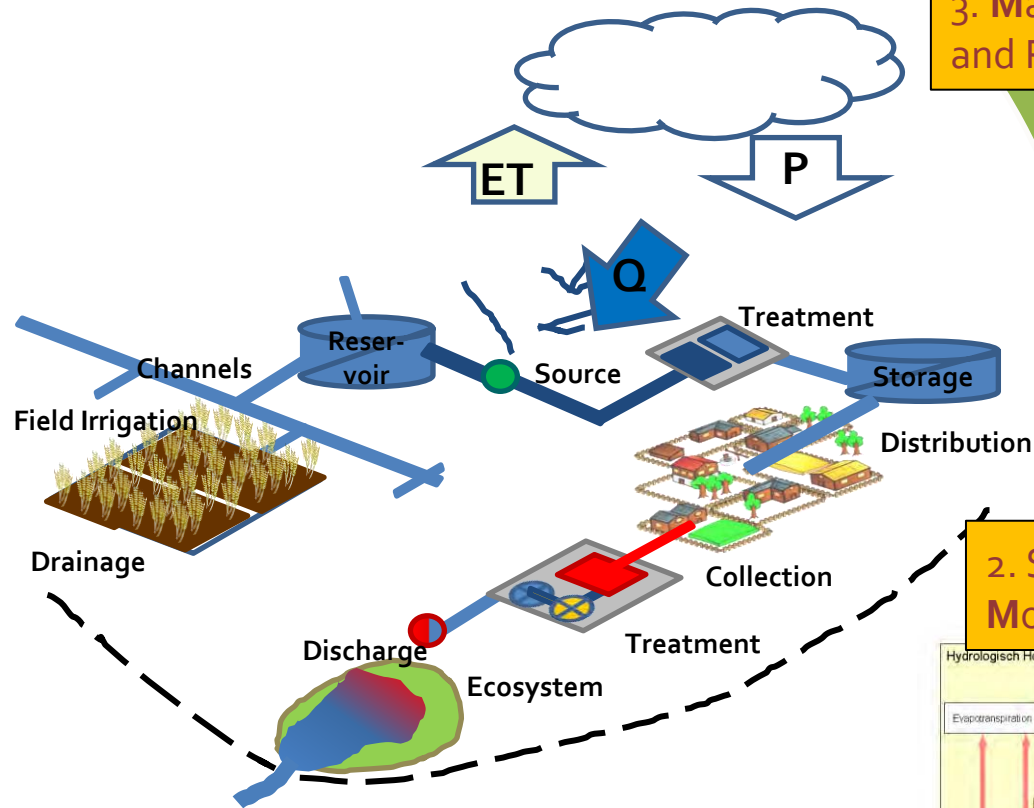 3. Ma
and P
ET
P
Q
Treatment
Reser-
voir
Channels
Source
Storage
Field Irrigation
Distribution
Drainage
Collection
Treatment
Discharge
Ecosystem
2. S
Mo
Hydrologisch He
Evapotranspiration